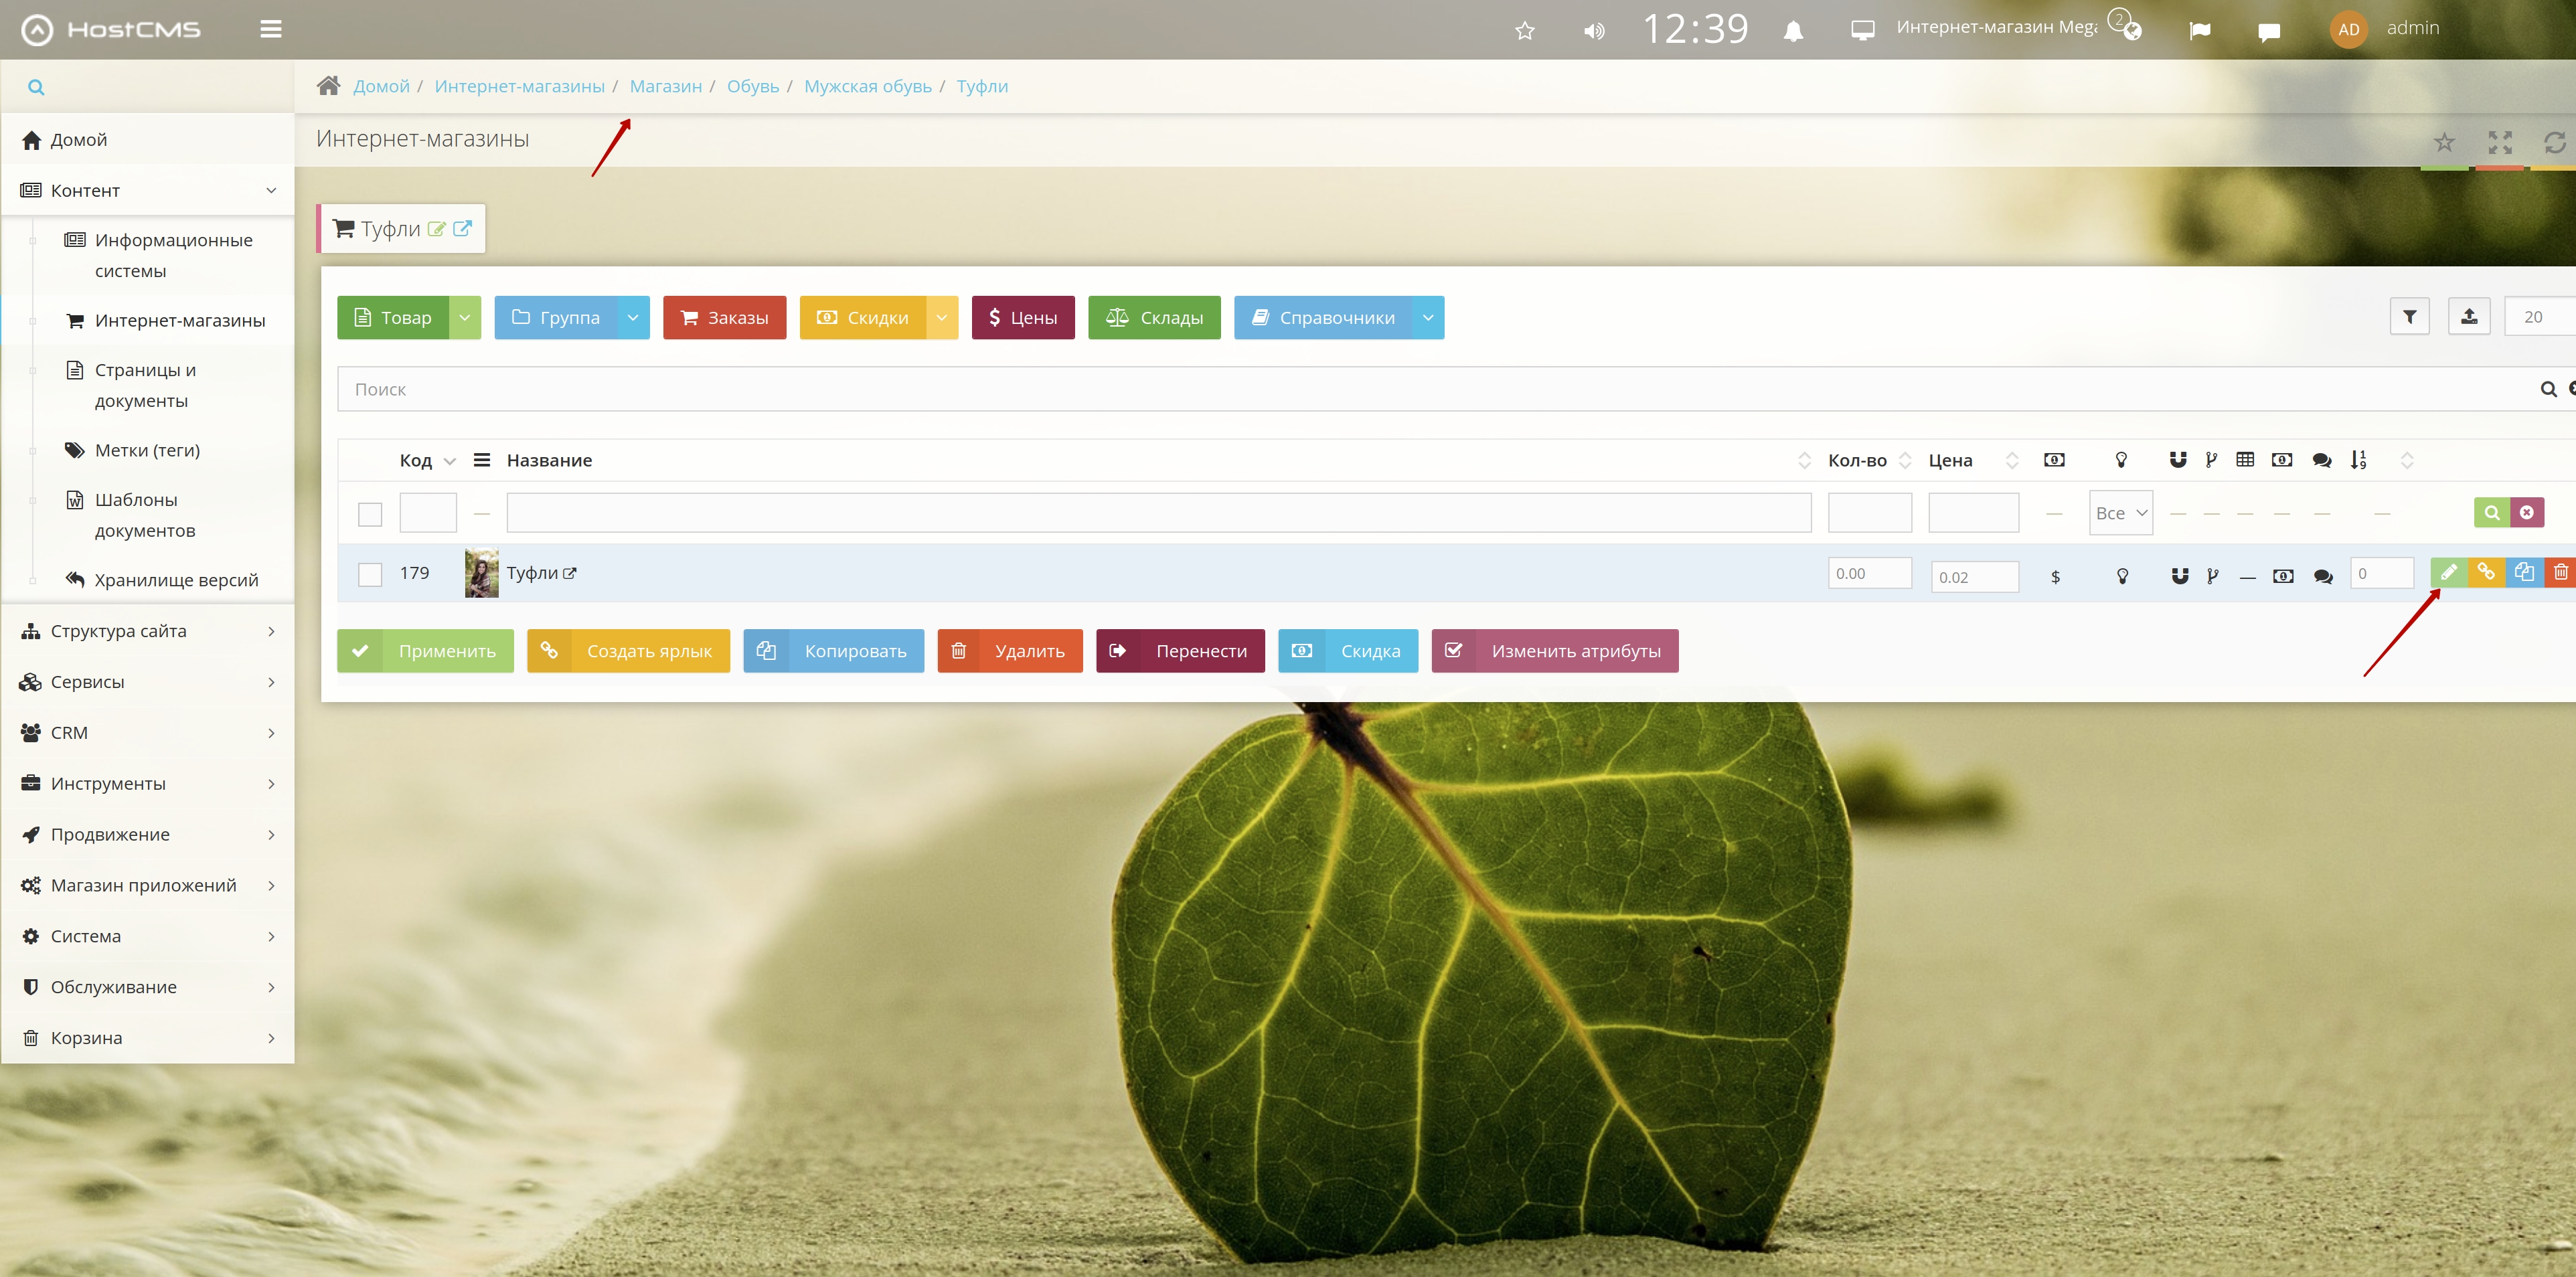 HostCMS
12:39
Интернет-магазин Mega
2
AD
admin
Домой / Интернет-магазины / Магазин / Обувь / Мужская обувь / Туфли
Интернет-магазины
Домой
Контент
Информационные
системы
Интернет-магазины
Страницы и
документы
Метки (теги)
Шаблоны
документов
Хранилище версий
Структура сайта
Сервисы
CRM
Инструменты
Продвижение
Магазин приложений
Система
Обслуживание
Корзина
Туфли
Товар
Группа
Заказы
Скидки
$ Цены
Склады
Справочники
20
Поиск
Код
Название
Кол-во
Цена
Все
179
Туфли
0.00
0.02
$
0
Применить
Создать ярлык
Копировать
Удалить
Перенести
Скидка
Изменить атрибуты